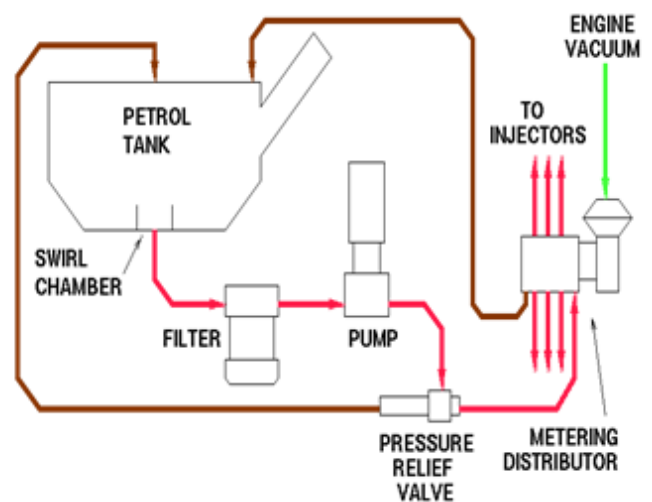 ENGINE
VACUUM
PETROL
TANK
TO
INJECTORS
SWIRL
CHAMBER
FILTER
PUMP
PRESSURE
RELIEF
VALVE
METERING
DISTRIBUTOR